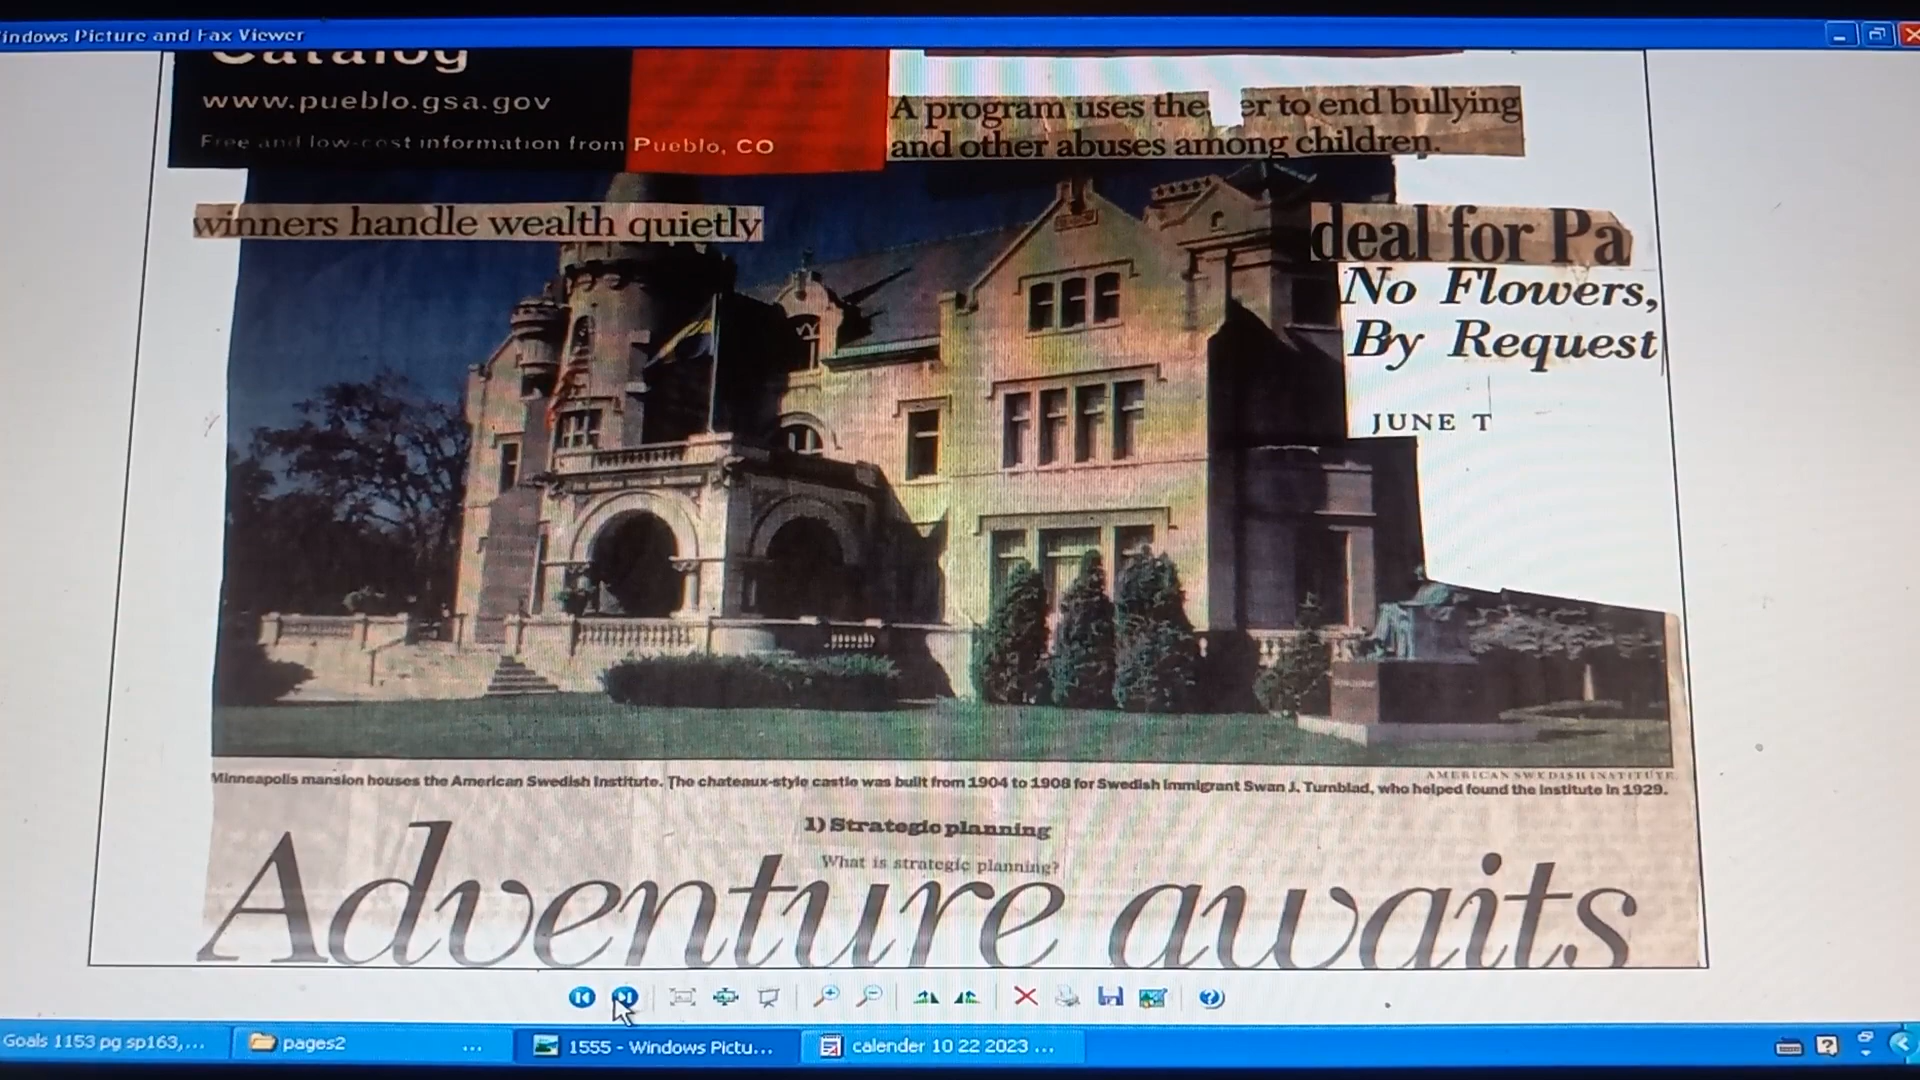 indows Picture and Fax Viewer
Catalog
www.pueblo.gsa.gov
Free and low-cost information from Pueblo, CO
A program uses the er to end bullying
and other abuses among children.
winners handle wealth quietly
deal for Pa
No Flowers,
By Request
JUNE T
AMERICAN SWEDISH INSTITUTE
Minneapolis mansion houses the American Swedish Institute. The chateaux-style castle was built from 1904 to 1908 for Swedish immigrant Swan J. Turnblad, who helped found the institute in 1929.
1) Strategic planning
What is strategic planning?
Adventure awaits
Goals 1153 pg sp163,...
pages2 ...
1555 - Windows Pictu...
calender 10 22 2023 ...